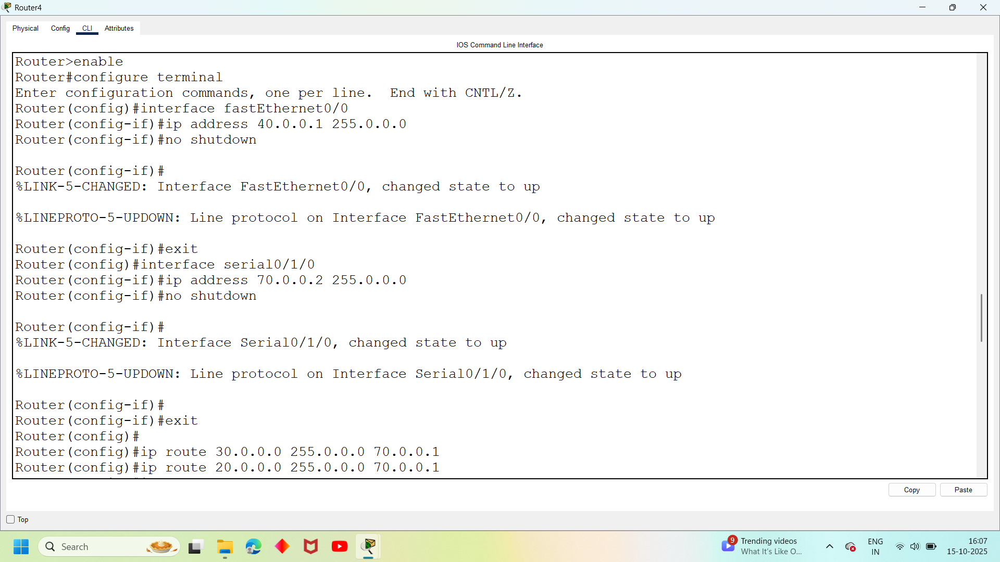 Router4
Physical Config CLI Attributes
IOS Command Line Interface
Router>enable
Router#configure terminal
Enter configuration commands, one per line.  End with CNTL/Z.
Router(config)#interface fastEthernet0/0
Router(config-if)#ip address 40.0.0.1 255.0.0.0
Router(config-if)#no shutdown
Router(config-if)#
%LINK-5-CHANGED: Interface FastEthernet0/0, changed state to up
%LINEPROTO-5-UPDOWN: Line protocol on Interface FastEthernet0/0, changed state to up
Router(config-if)#exit
Router(config)#interface serial0/1/0
Router(config-if)#ip address 70.0.0.2 255.0.0.0
Router(config-if)#no shutdown
Router(config-if)#
%LINK-5-CHANGED: Interface Serial0/1/0, changed state to up
%LINEPROTO-5-UPDOWN: Line protocol on Interface Serial0/1/0, changed state to up
Router(config-if)#
Router(config-if)#exit
Router(config)#
Router(config)#ip route 30.0.0.0 255.0.0.0 70.0.0.1
Router(config)#ip route 20.0.0.0 255.0.0.0 70.0.0.1
Copy Paste
Top
Search
9
Trending videos
What It's Like O...
ENG
IN
16:07
15-10-2025